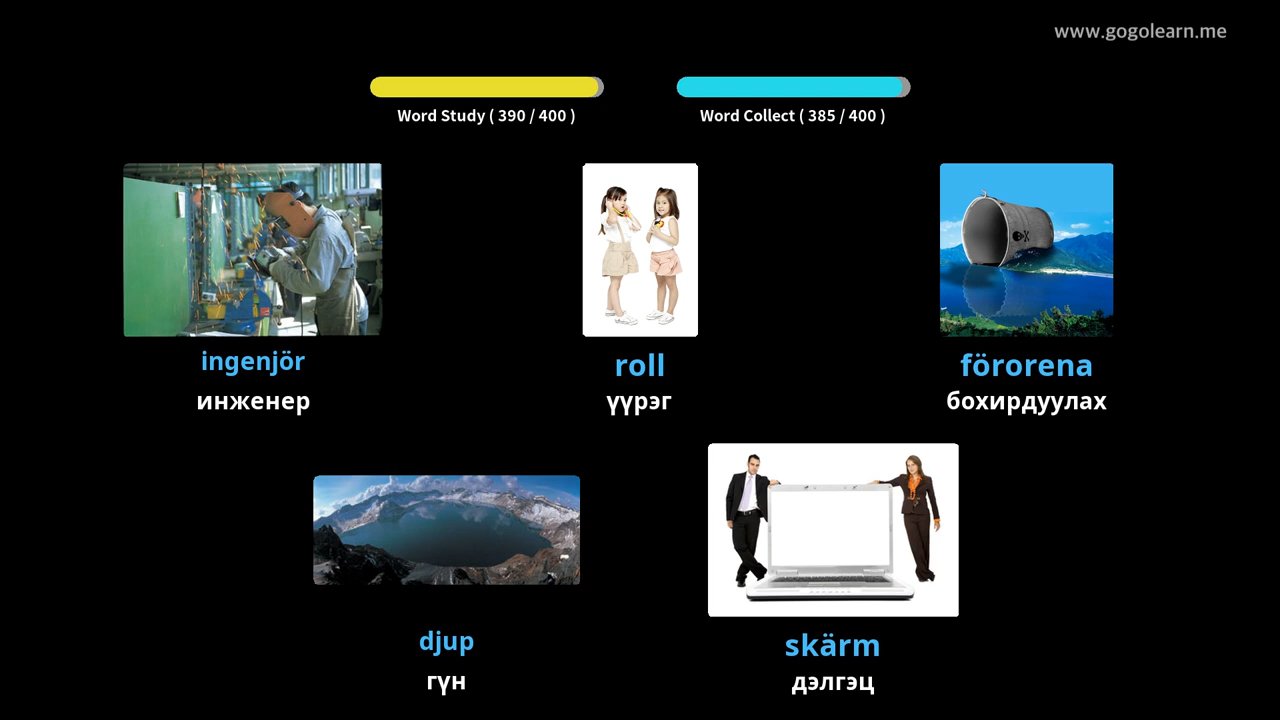 www.gogolearn.me
Word Study ( 390 / 400 )
Word Collect ( 385 / 400 )
ingenjör
инженер
roll
үүрэг
förorena
бохирдуулах
djup
гүн
skärm
дэлгэц